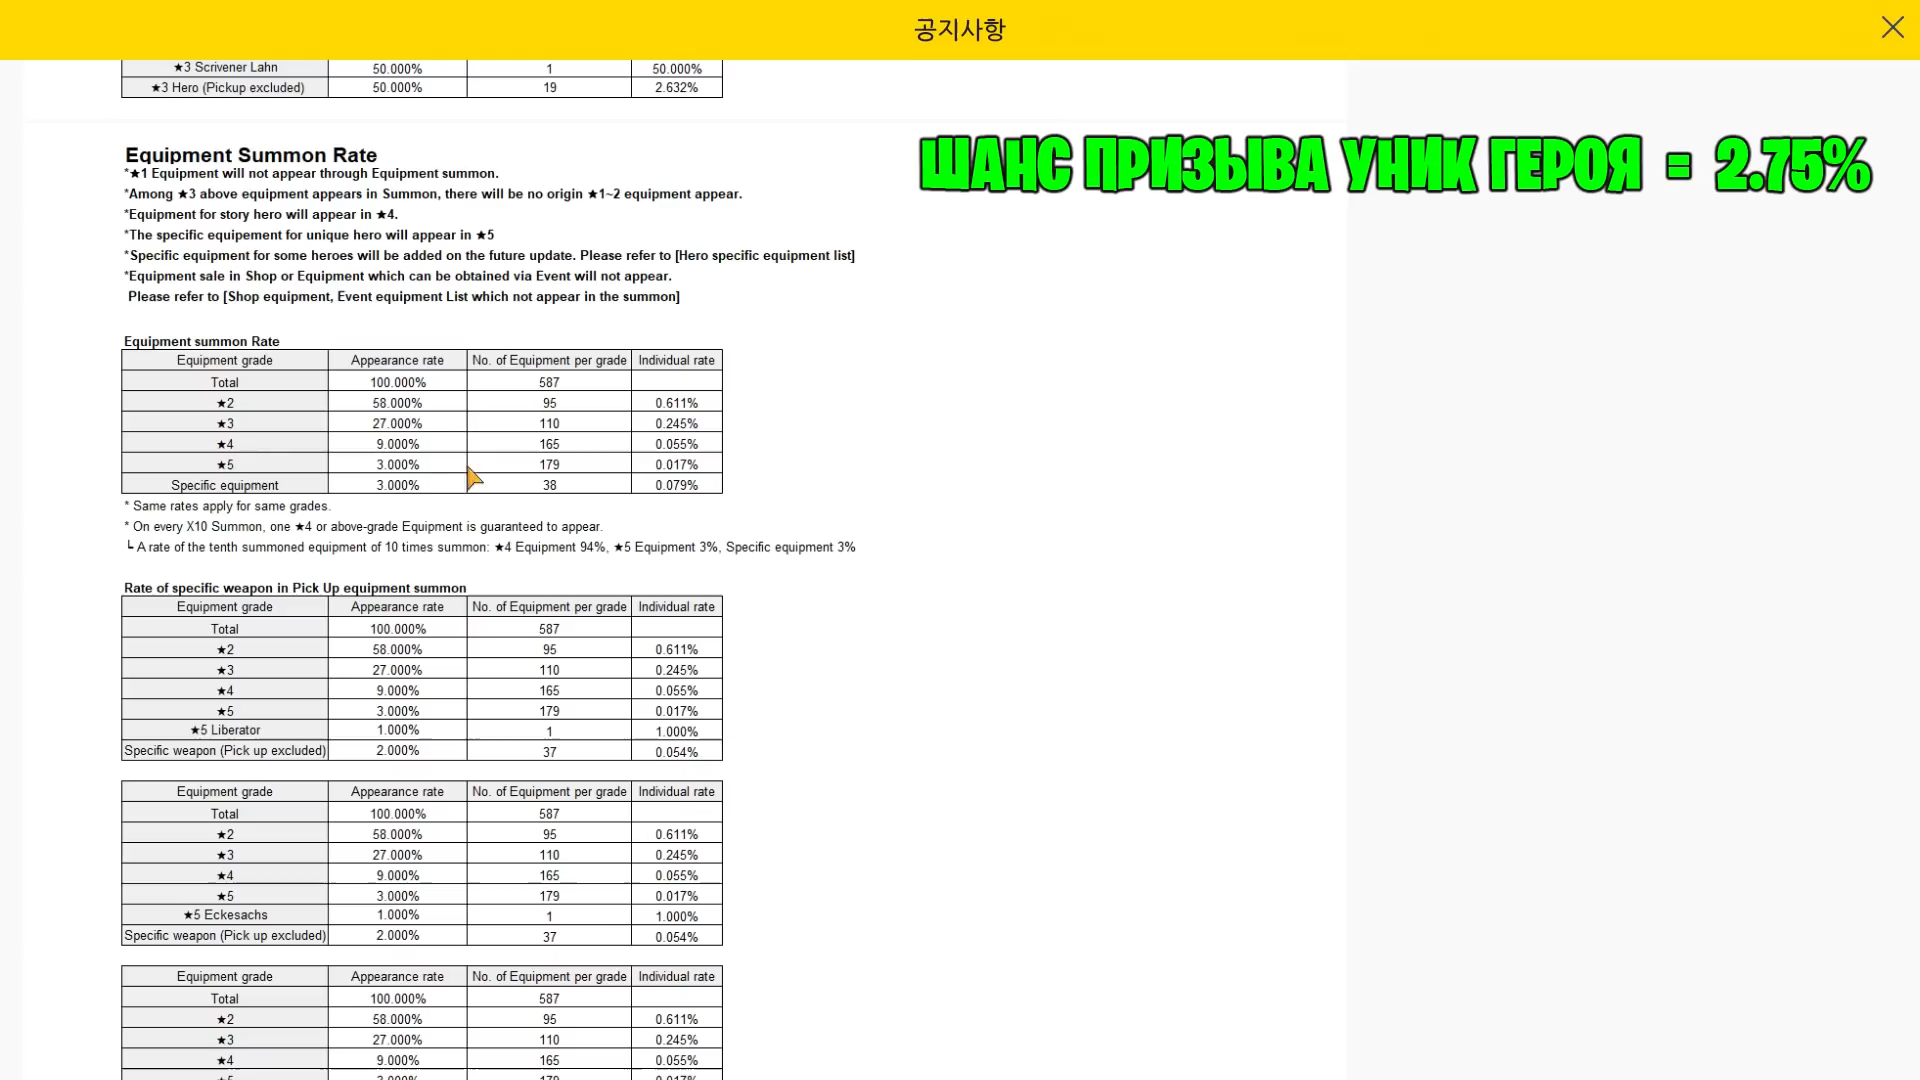 공지사항
★3 Scrivener Lahn 50.000% 1 50.000%
★3 Hero (Pickup excluded) 50.000% 19 2.632%
ШАНС ПРИЗЫВА УНИК ГЕРОЯ = 2.75%
Equipment Summon Rate
*★1 Equipment will not appear through Equipment summon.
*Among ★3 above equipment appears in Summon, there will be no origin ★1~2 equipment appear.
*Equipment for story hero will appear in ★4.
*The specific equipement for unique hero will appear in ★5
*Specific equipment for some heroes will be added on the future update. Please refer to [Hero specific equipment list]
*Equipment sale in Shop or Equipment which can be obtained via Event will not appear.
Please refer to [Shop equipment, Event equipment List which not appear in the summon]
Equipment summon Rate
Equipment grade Appearance rate No. of Equipment per grade Individual rate
Total 100.000% 587
★2 58.000% 95 0.611%
★3 27.000% 110 0.245%
★4 9.000% 165 0.055%
★5 3.000% 179 0.017%
Specific equipment 3.000% 38 0.079%
* Same rates apply for same grades.
* On every X10 Summon, one ★4 or above-grade Equipment is guaranteed to appear.
┗ A rate of the tenth summoned equipment of 10 times summon: ★4 Equipment 94%, ★5 Equipment 3%, Specific equipment 3%
Rate of specific weapon in Pick Up equipment summon
Equipment grade Appearance rate No. of Equipment per grade Individual rate
Total 100.000% 587
★2 58.000% 95 0.611%
★3 27.000% 110 0.245%
★4 9.000% 165 0.055%
★5 3.000% 179 0.017%
★5 Liberator 1.000% 1 1.000%
Specific weapon (Pick up excluded) 2.000% 37 0.054%
Equipment grade Appearance rate No. of Equipment per grade Individual rate
Total 100.000% 587
★2 58.000% 95 0.611%
★3 27.000% 110 0.245%
★4 9.000% 165 0.055%
★5 3.000% 179 0.017%
★5 Eckesachs 1.000% 1 1.000%
Specific weapon (Pick up excluded) 2.000% 37 0.054%
Equipment grade Appearance rate No. of Equipment per grade Individual rate
Total 100.000% 587
★2 58.000% 95 0.611%
★3 27.000% 110 0.245%
★4 9.000% 165 0.055%
★5 3.000% 179 0.017%